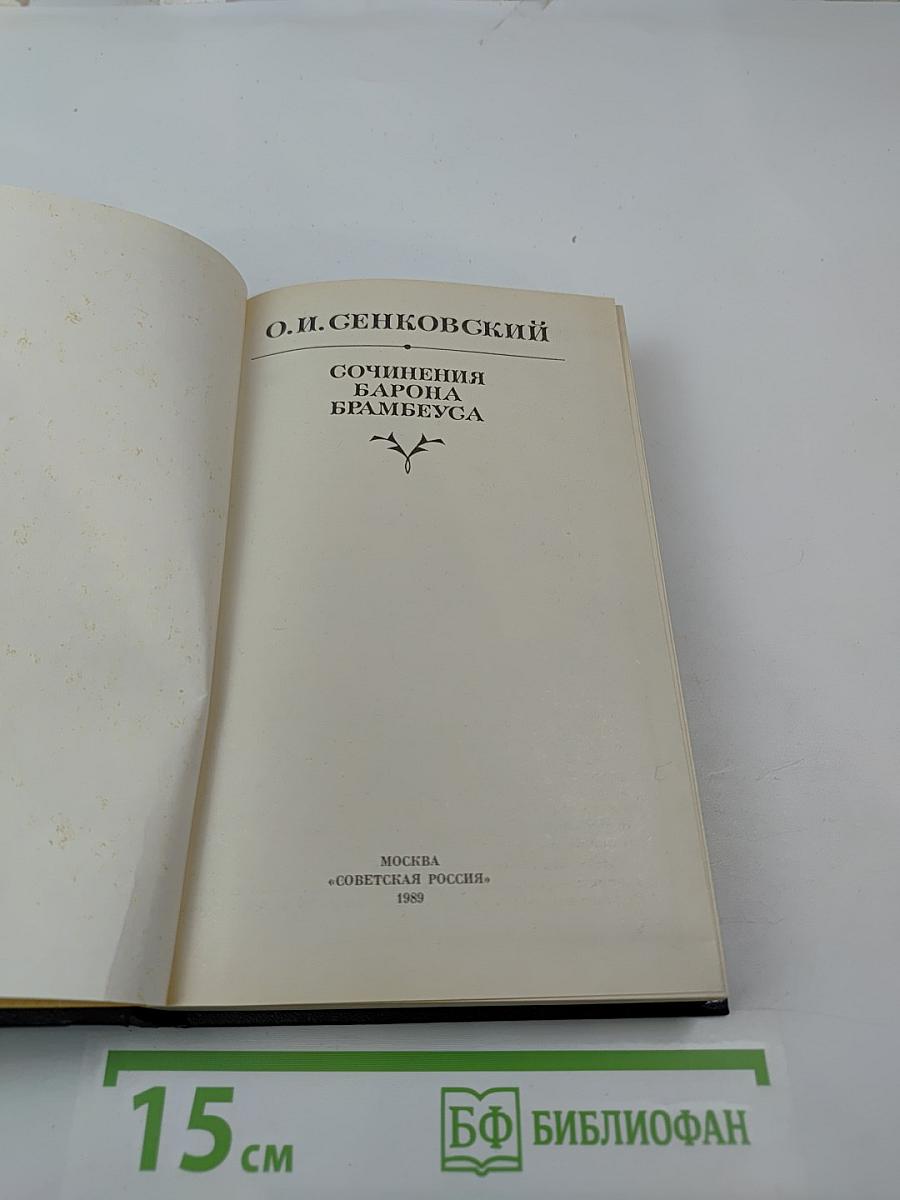 О. И. СЕНКОВСКИЙ
СОЧИНЕНИЯ
БАРОНА
БРАМБЕУСА
МОСКВА
«СОВЕТСКАЯ РОССИЯ»
1989
15 см
БФ БИБЛИОФАН